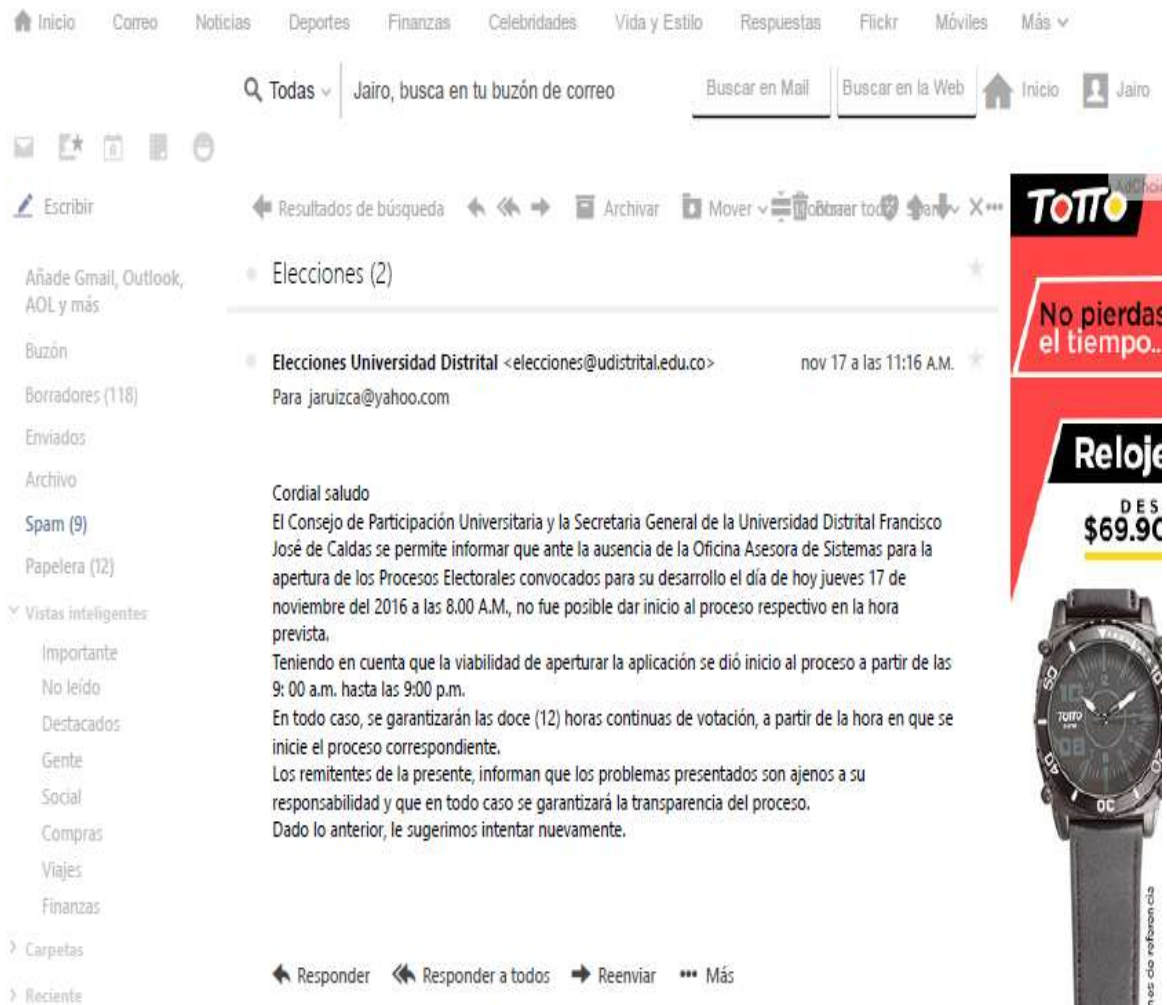 Inicio Correo Noticias Deportes Finanzas Celebridades Vida y Estilo Respuestas Flickr Móviles Más
Todas Jairo, busca en tu buzón de correo Buscar en Mail Buscar en la Web Inicio Jairo
Escribir
Resultados de búsqueda Archivar Mover
Añade Gmail, Outlook,
AOL y más
Buzón
Borradores (118)
Enviados
Archivo
Spam (9)
Papelera (12)
Vistas inteligentes
Importante
No leído
Destacados
Gente
Social
Compras
Viajes
Finanzas
Carpetas
Reciente
Elecciones (2)
Elecciones Universidad Distrital <elecciones@udistrital.edu.co> nov 17 a las 11:16 A.M.
Para jaruizca@yahoo.com
Cordial saludo
El Consejo de Participación Universitaria y la Secretaria General de la Universidad Distrital Francisco
José de Caldas se permite informar que ante la ausencia de la Oficina Asesora de Sistemas para la
apertura de los Procesos Electorales convocados para su desarrollo el día de hoy jueves 17 de
noviembre del 2016 a las 8.00 A.M., no fue posible dar inicio al proceso respectivo en la hora
prevista.
Teniendo en cuenta que la viabilidad de aperturar la aplicación se dió inicio al proceso a partir de las
9: 00 a.m. hasta las 9:00 p.m.
En todo caso, se garantizarán las doce (12) horas continuas de votación, a partir de la hora en que se
inicie el proceso correspondiente.
Los remitentes de la presente, informan que los problemas presentados son ajenos a su
responsabilidad y que en todo caso se garantizará la transparencia del proceso.
Dado lo anterior, le sugerimos intentar nuevamente.
Responder Responder a todos Reenviar Más
TOTTO
No pierdas
el tiempo..
Reloje
DES
$69.90
TOTTO
de referencia